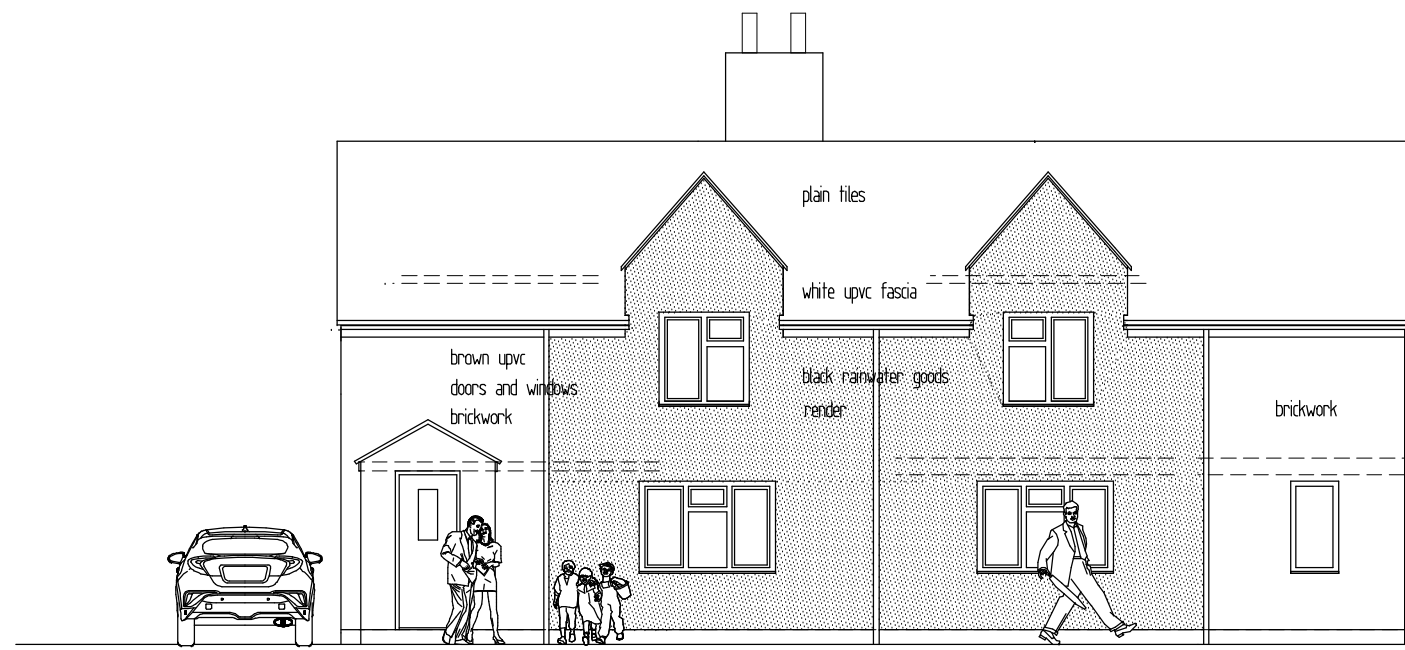 plain tiles
white upvc fascia
brown upvc
doors and windows
brickwork
black rainwater goods
render
brickwork